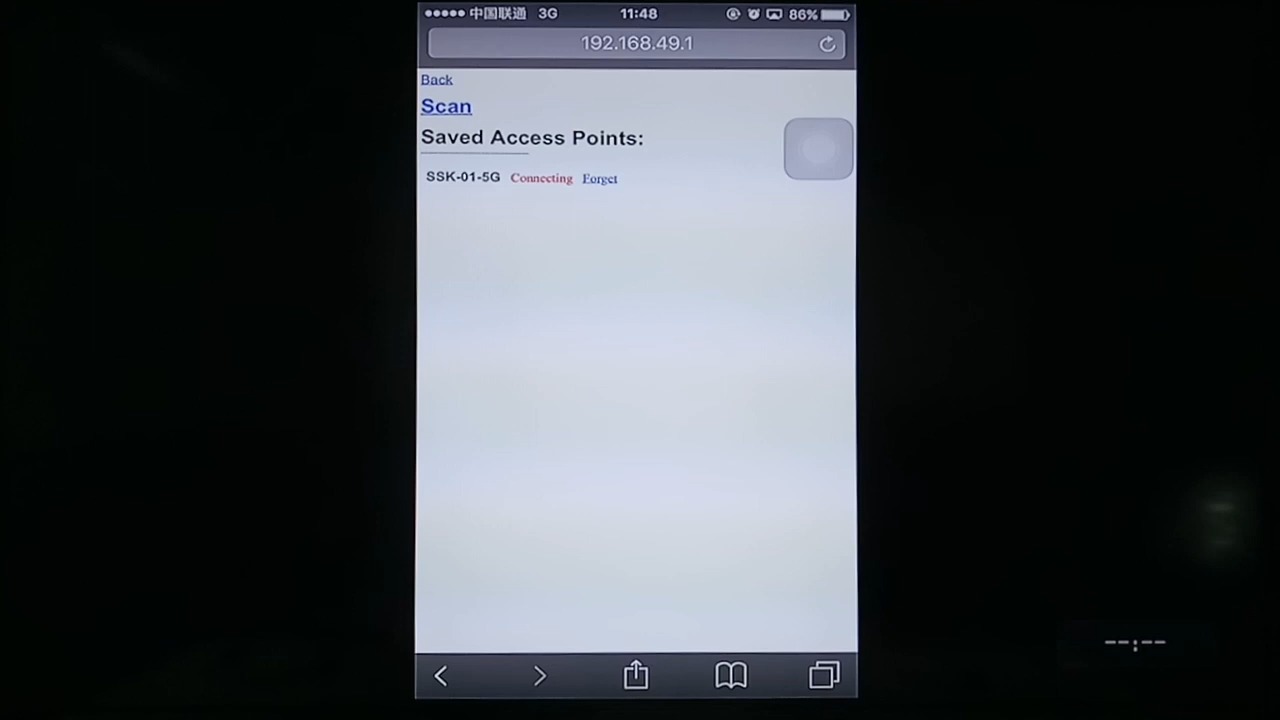 中国联通 3G 11:48 86%
192.168.49.1
Back
Scan
Saved Access Points:
SSK-01-5G Connecting Forget
--:--